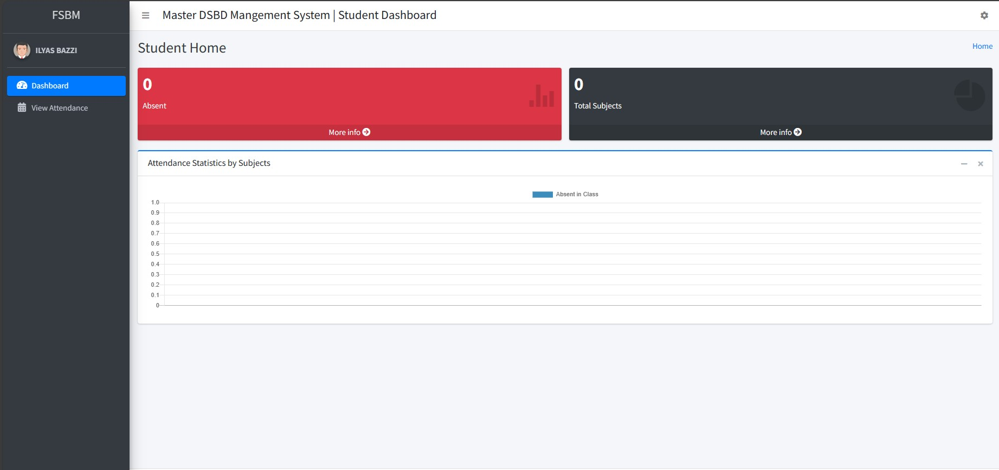 FSBM
Master DSBD Mangement System | Student Dashboard
ILYAS BAZZI
Dashboard
View Attendance
Student Home
Home
0
Absent
More info
0
Total Subjects
More info
Attendance Statistics by Subjects
Absent in Class
1.0
0.9
0.8
0.7
0.6
0.5
0.4
0.3
0.2
0.1
0